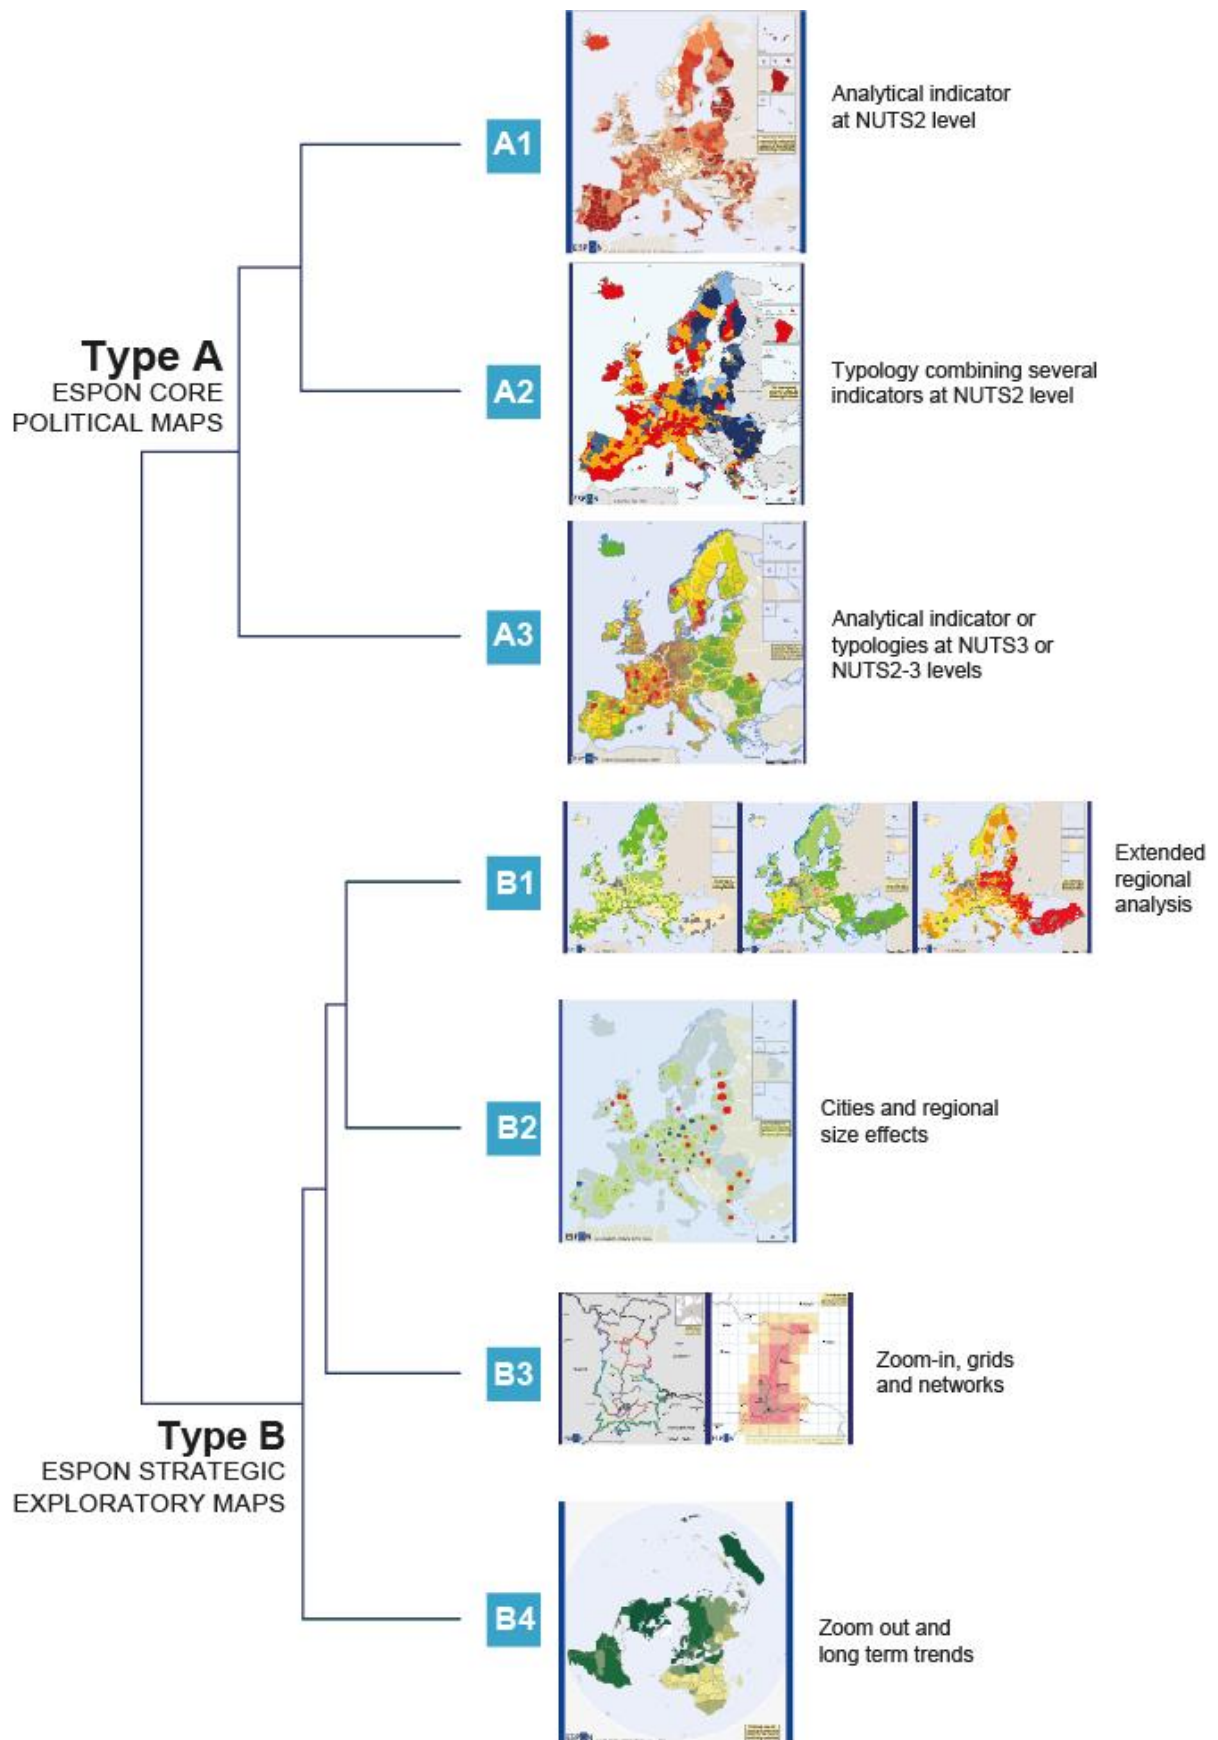 A1
Analytical indicator
at NUTS2 level
Type A
ESPON CORE
POLITICAL MAPS
A2
Typology combining several
indicators at NUTS2 level
A3
Analytical indicator or
typologies at NUTS3 or
NUTS2-3 levels
B1
Extended
regional
analysis
B2
Cities and regional
size effects
B3
Zoom-in, grids
and networks
Type B
ESPON STRATEGIC
EXPLORATORY MAPS
B4
Zoom out and
long term trends